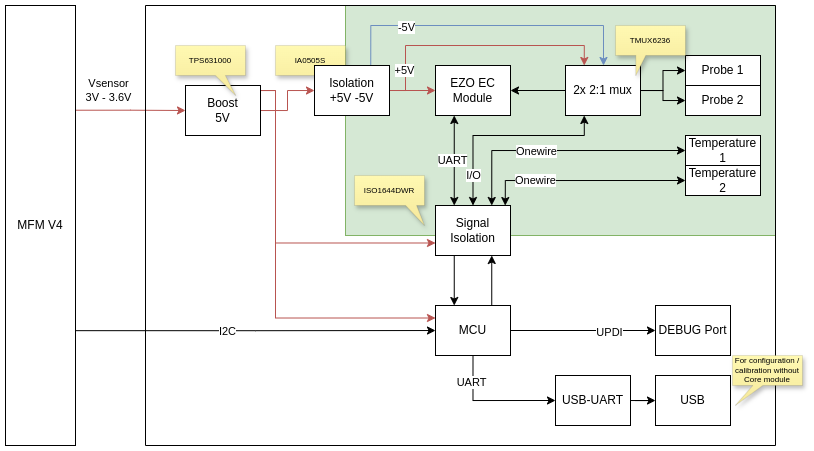 -5V
TMUX6236
TPS631000
IA0505S
Vsensor
3V - 3.6V
Boost
5V
Isolation
+5V -5V
+5V
EZO EC
Module
2x 2:1 mux
Probe 1
Probe 2
UART
I/O
Onewire
Onewire
Temperature
1
Temperature
2
ISO1644DWR
Signal
Isolation
MFM V4
I2C
MCU
UPDI
DEBUG Port
For configuration /
calibration without
Core module
UART
USB-UART
USB